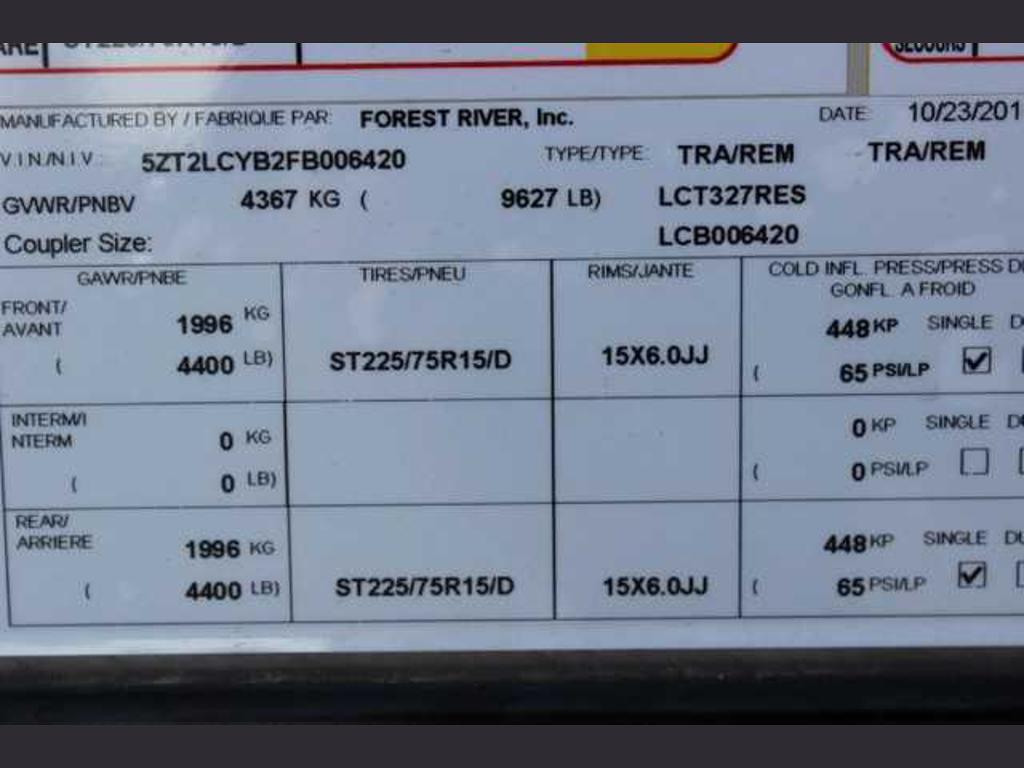 MANUFACTURED BY / FABRIQUE PAR: FOREST RIVER, Inc. DATE: 10/23/201
V.I.N/N.I.V.: 5ZT2LCYB2FB006420 TYPE/TYPE: TRA/REM - TRA/REM
GVWR/PNBV 4367 KG ( 9627 LB) LCT327RES
Coupler Size: LCB006420
GAWR/PNBE TIRES/PNEU RIMS/JANTE COLD INFL. PRESS/PRESS D
GONFL. A FROID
FRONT/
AVANT 1996 KG 448 KP SINGLE D
( 4400 LB) ST225/75R15/D 15X6.0JJ ( 65 PSI/LP
INTERM/I
NTERM 0 KG 0 KP SINGLE D
( 0 LB) ( 0 PSI/LP
REAR/
ARRIERE 1996 KG 448 KP SINGLE DU
( 4400 LB) ST225/75R15/D 15X6.0JJ ( 65 PSI/LP